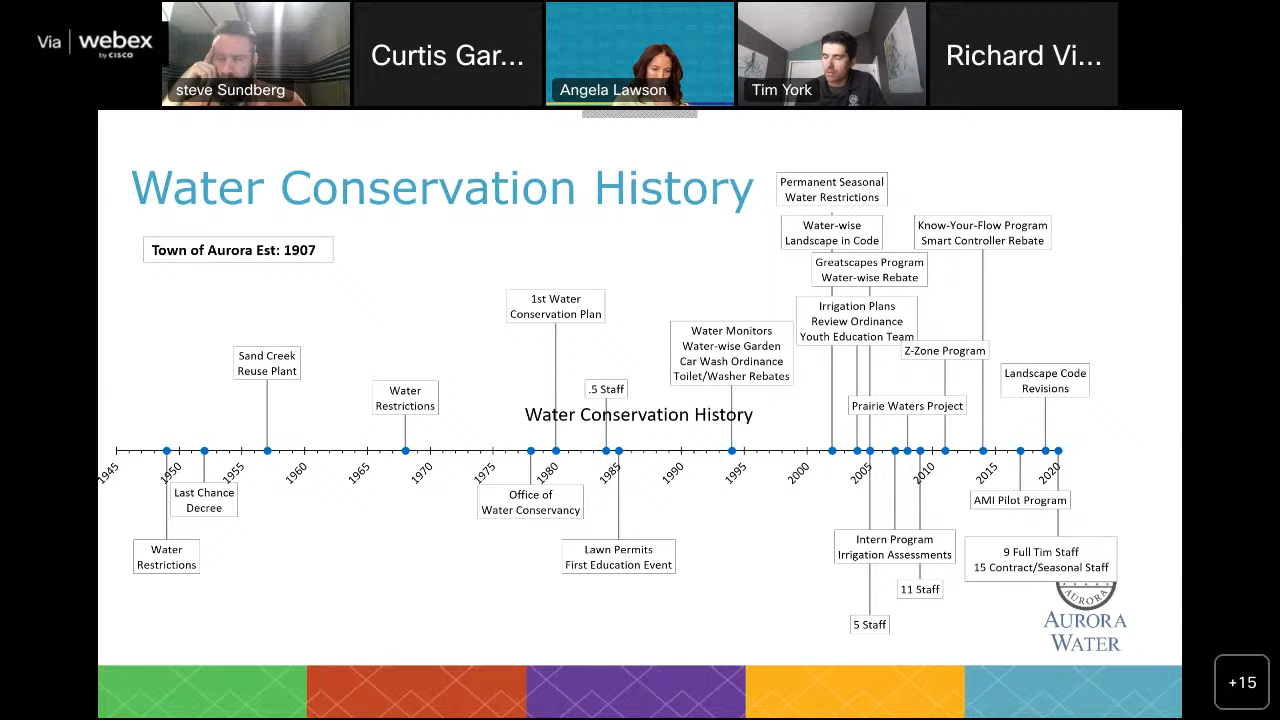 Via | webex
by CISCO
steve Sundberg
Curtis Gar...
Angela Lawson
Tim York
Richard Vi...
Water Conservation History
Town of Aurora Est: 1907
Permanent Seasonal
Water Restrictions
Water-wise
Landscape in Code
Know-Your-Flow Program
Smart Controller Rebate
Greatscapes Program
Water-wise Rebate
1st Water
Conservation Plan
Irrigation Plans
Review Ordinance
Youth Education Team
Water Monitors
Water-wise Garden
Car Wash Ordinance
Toilet/Washer Rebates
Sand Creek
Reuse Plant
Z-Zone Program
Landscape Code
Revisions
Water
Restrictions
.5 Staff
Prairie Waters Project
Water Conservation History
1945
1950
1955
1960
1965
1970
1975
1980
1985
1990
1995
2000
2005
2010
2015
2020
Last Chance
Decree
Office of
Water Conservancy
AMI Pilot Program
Water
Restrictions
Lawn Permits
First Education Event
Intern Program
Irrigation Assessments
9 Full Tim Staff
15 Contract/Seasonal Staff
11 Staff
5 Staff
AURORA
AURORA
WATER
+15